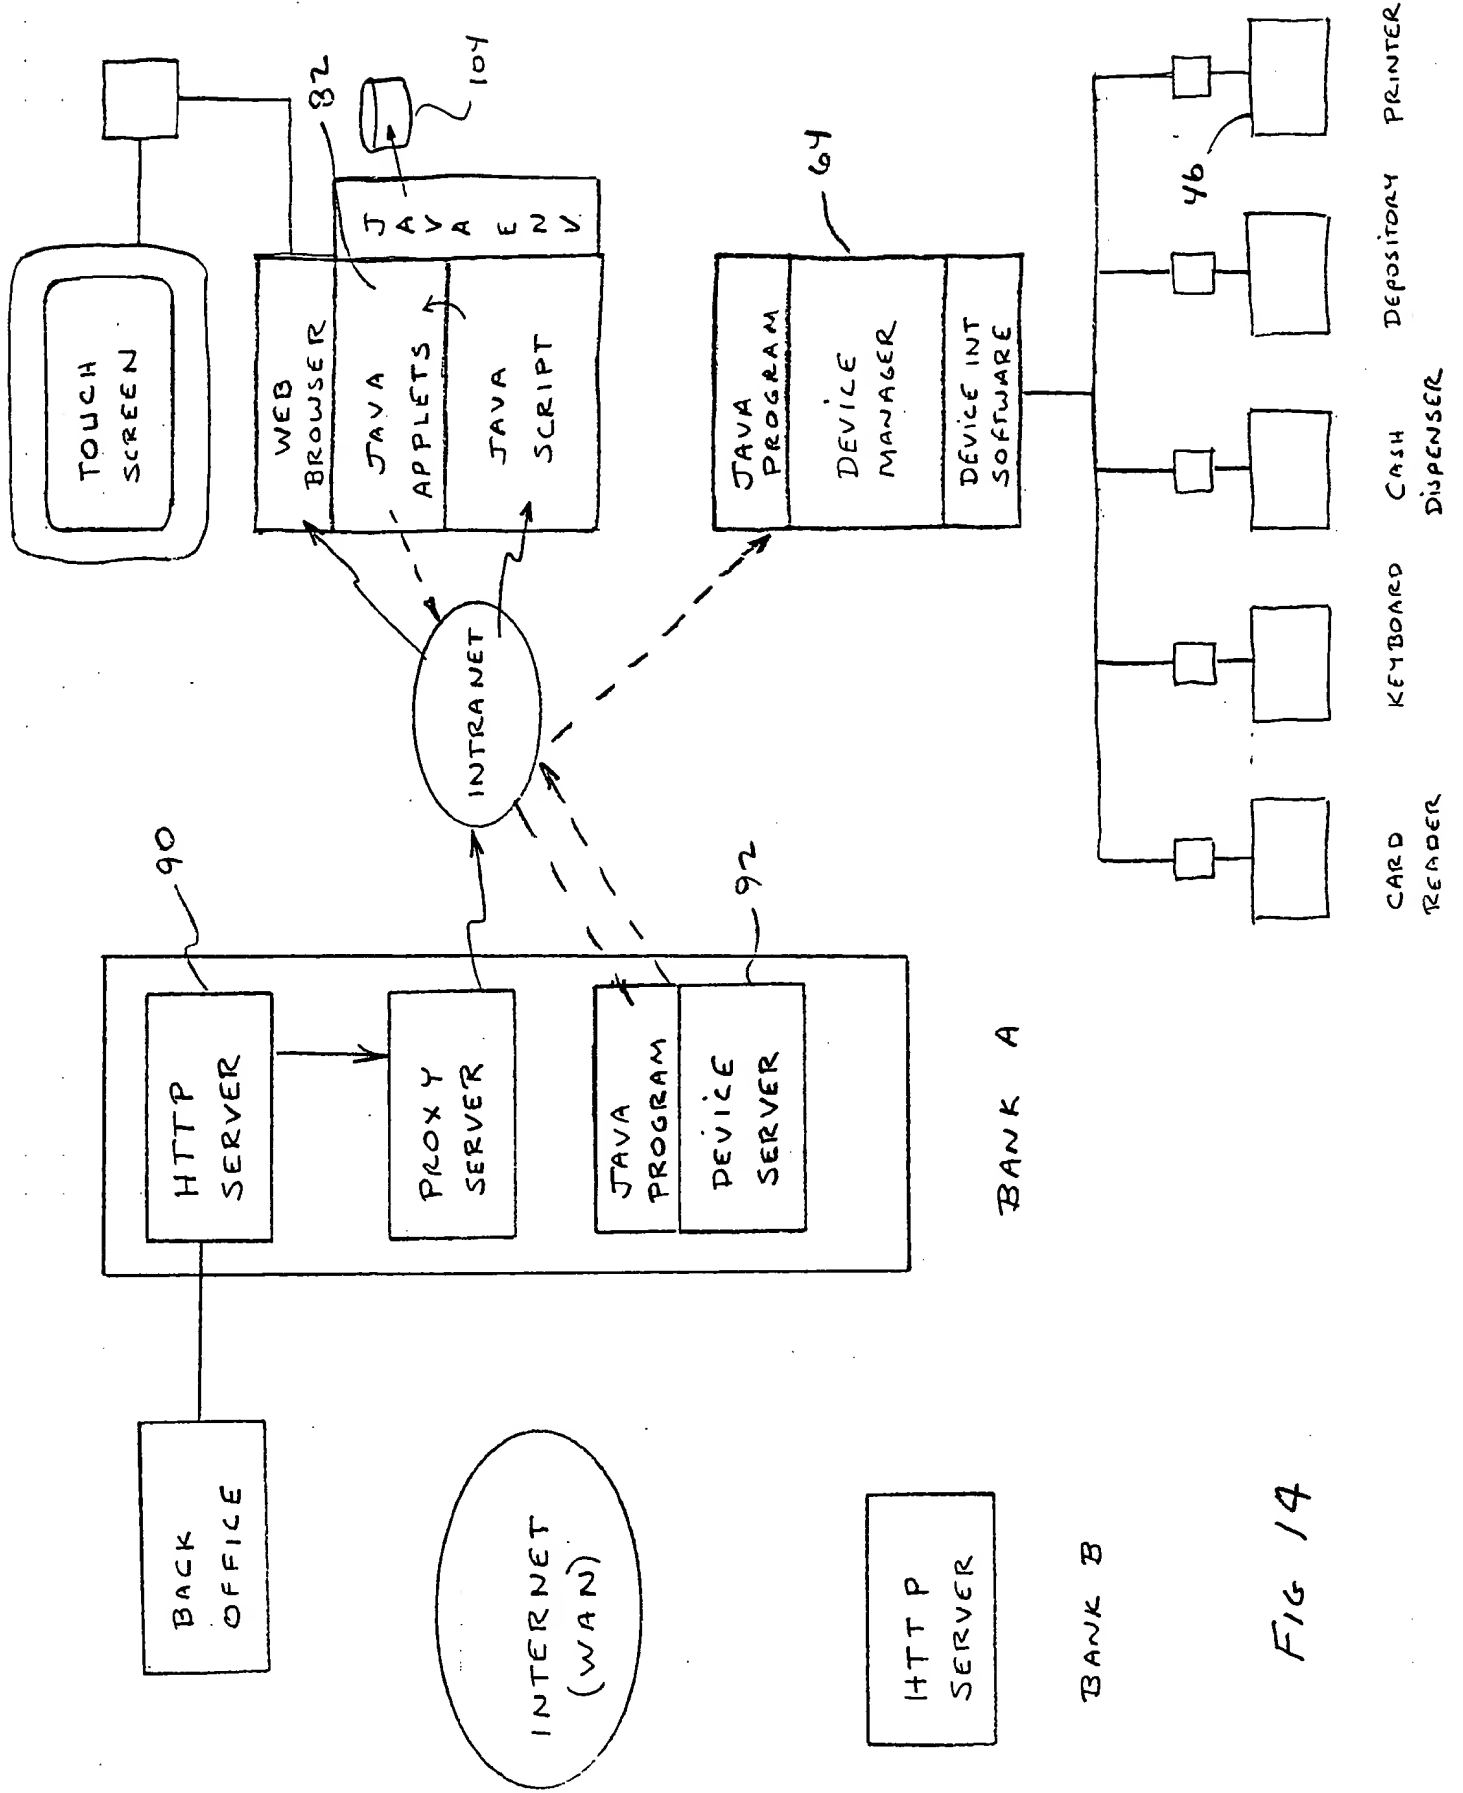 BACK
OFFICE
HTTP
SERVER
90
PROXY
SERVER
JAVA
PROGRAM
DEVICE
SERVER
92
BANK A
INTERNET
(WAN)
HTTP
SERVER
BANK B
INTRANET
TOUCH
SCREEN
WEB
BROWSER
JAVA
APPLETS
JAVA
SCRIPT
JAVA ENV
82
104
JAVA
PROGRAM
DEVICE
MANAGER
DEVICE INT
SOFTWARE
64
46
CARD
READER
KEYBOARD
CASH
DISPENSER
DEPOSITORY
PRINTER
FIG 14